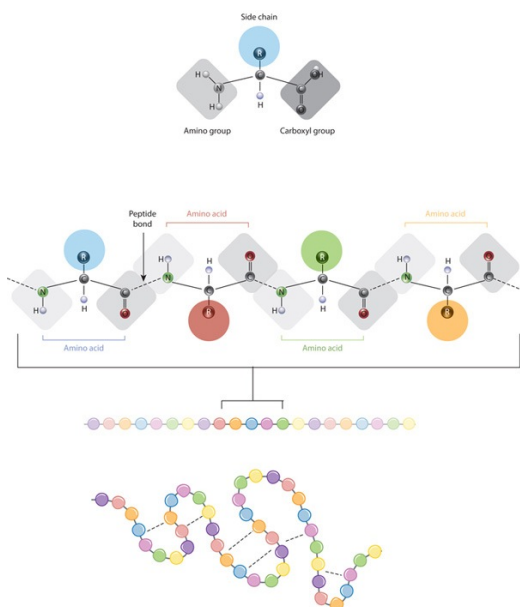 Side chain
R
H
N
C
H
H
H
Amino group
Carboxyl group
Peptide
bond
Amino acid
Amino acid
R
H
H
R
N
C
C
N
C
C
N
C
C
N
C
C
H
H
H
H
R
R
Amino acid
Amino acid